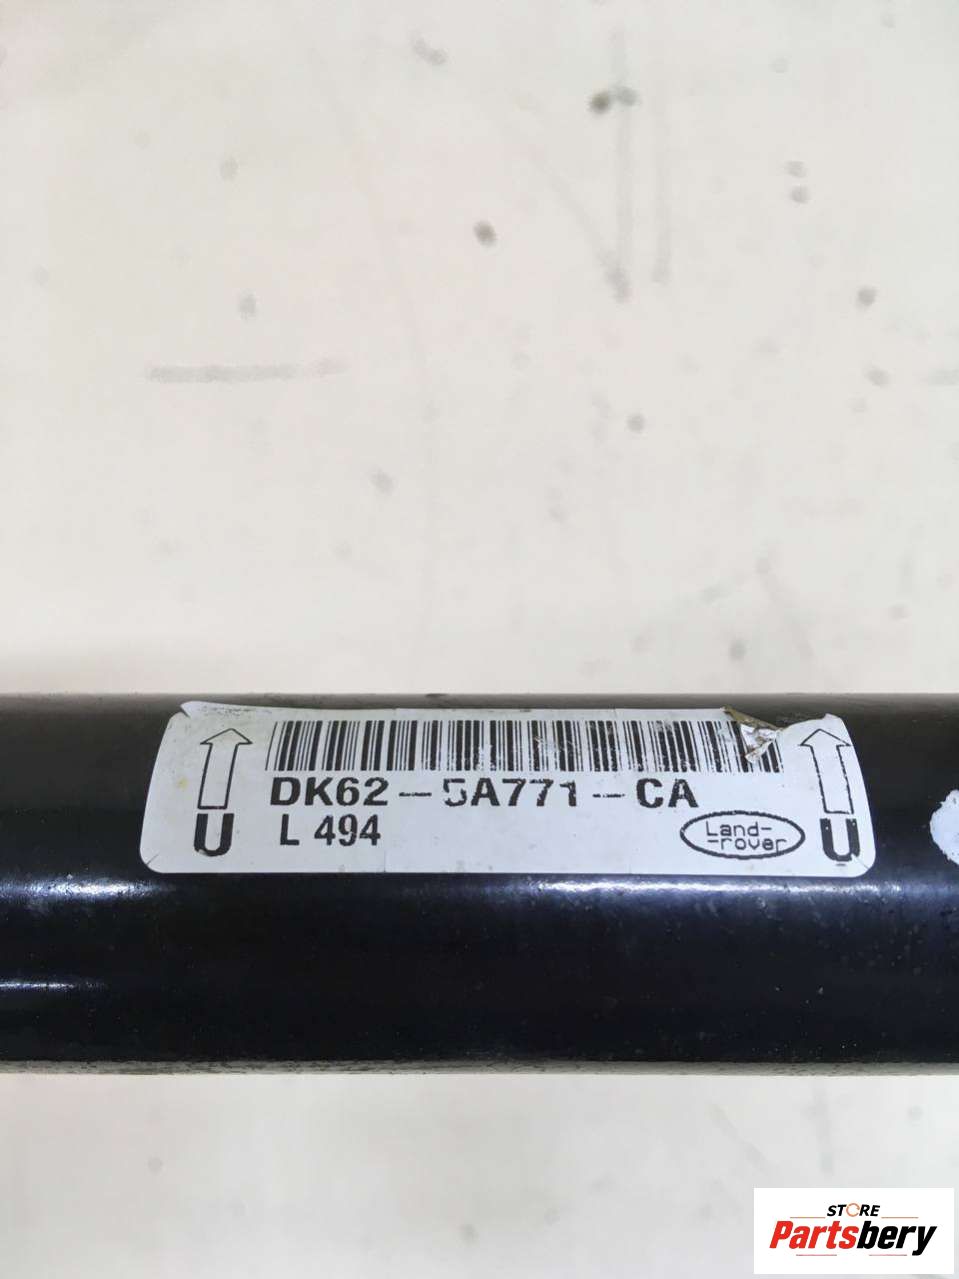 DK62-5A771-CA
L 494
Land-
-rover
U
U
STORE
Partsbery